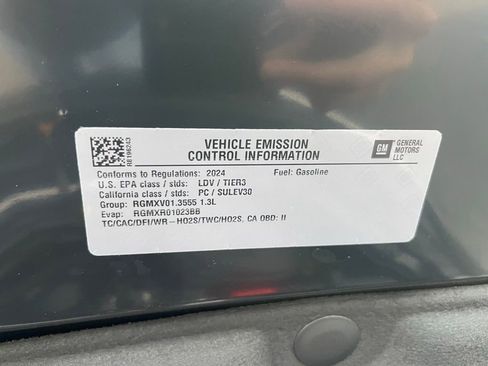 RB198243
VEHICLE EMISSION
CONTROL INFORMATION
GM
GENERAL
MOTORS
LLC
Conforms to Regulations: 2024 Fuel: Gasoline
U.S. EPA class / stds: LDV / TIER3
California class / stds: PC / SULEV30
Group: RGMXV01.3555 1.3L
Evap: RGMXR01023BB
TC/CAC/DFI/WR-HO2S/TWC/HO2S, CA OBD: II